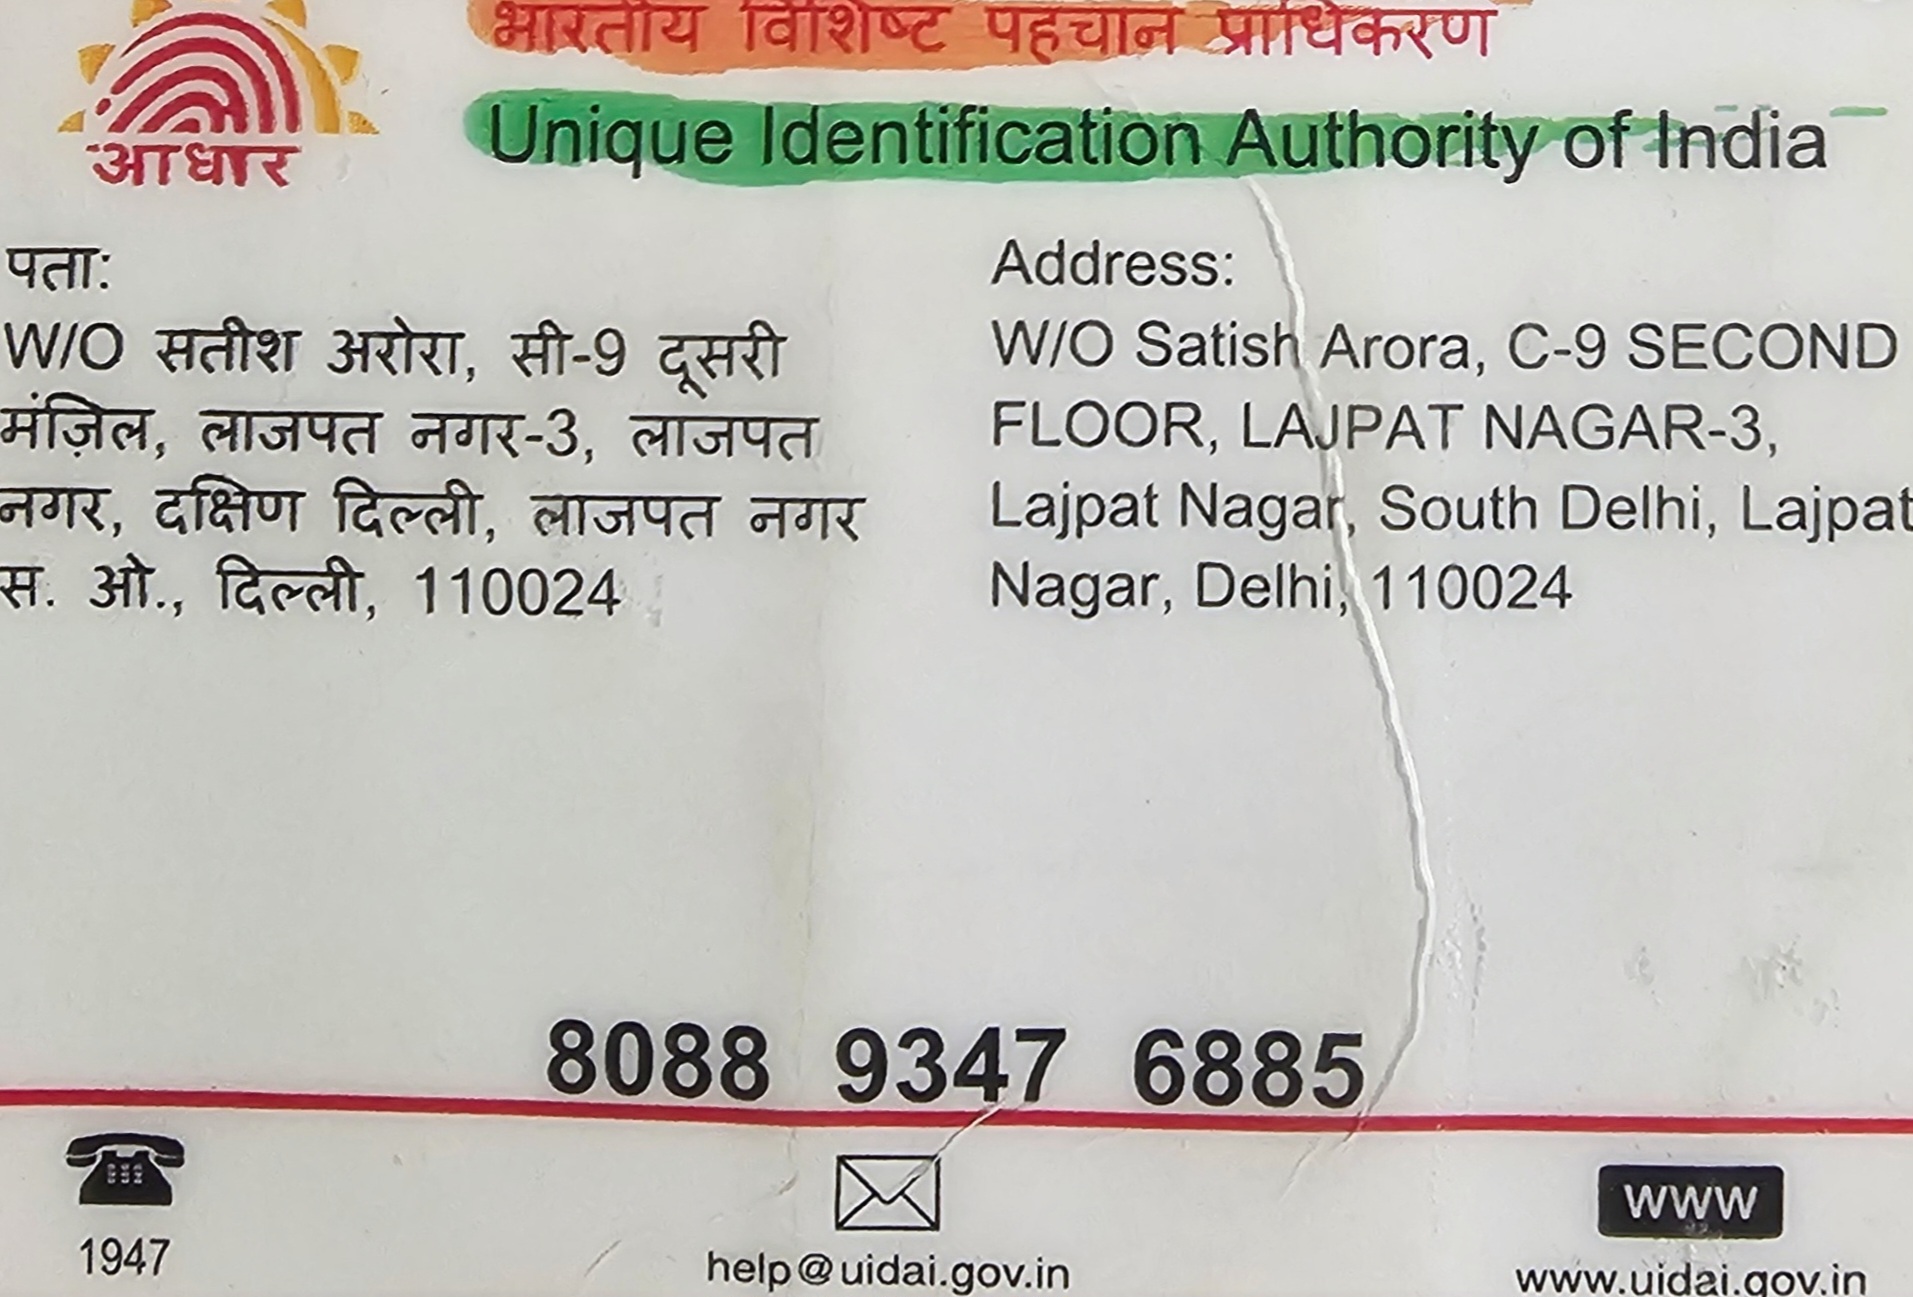 भारतीय विशिष्ट पहचान प्राधिकरण
आधार
Unique Identification Authority of India
पता:
W/O सतीश अरोरा, सी-9 दूसरी
मंज़िल, लाजपत नगर-3, लाजपत
नगर, दक्षिण दिल्ली, लाजपत नगर
स. ओ., दिल्ली, 110024
Address:
W/O Satish Arora, C-9 SECOND
FLOOR, LAJPAT NAGAR-3,
Lajpat Nagar, South Delhi, Lajpat
Nagar, Delhi, 110024
8088 9347 6885
1947
help@uidai.gov.in
www
www.uidai.gov.in